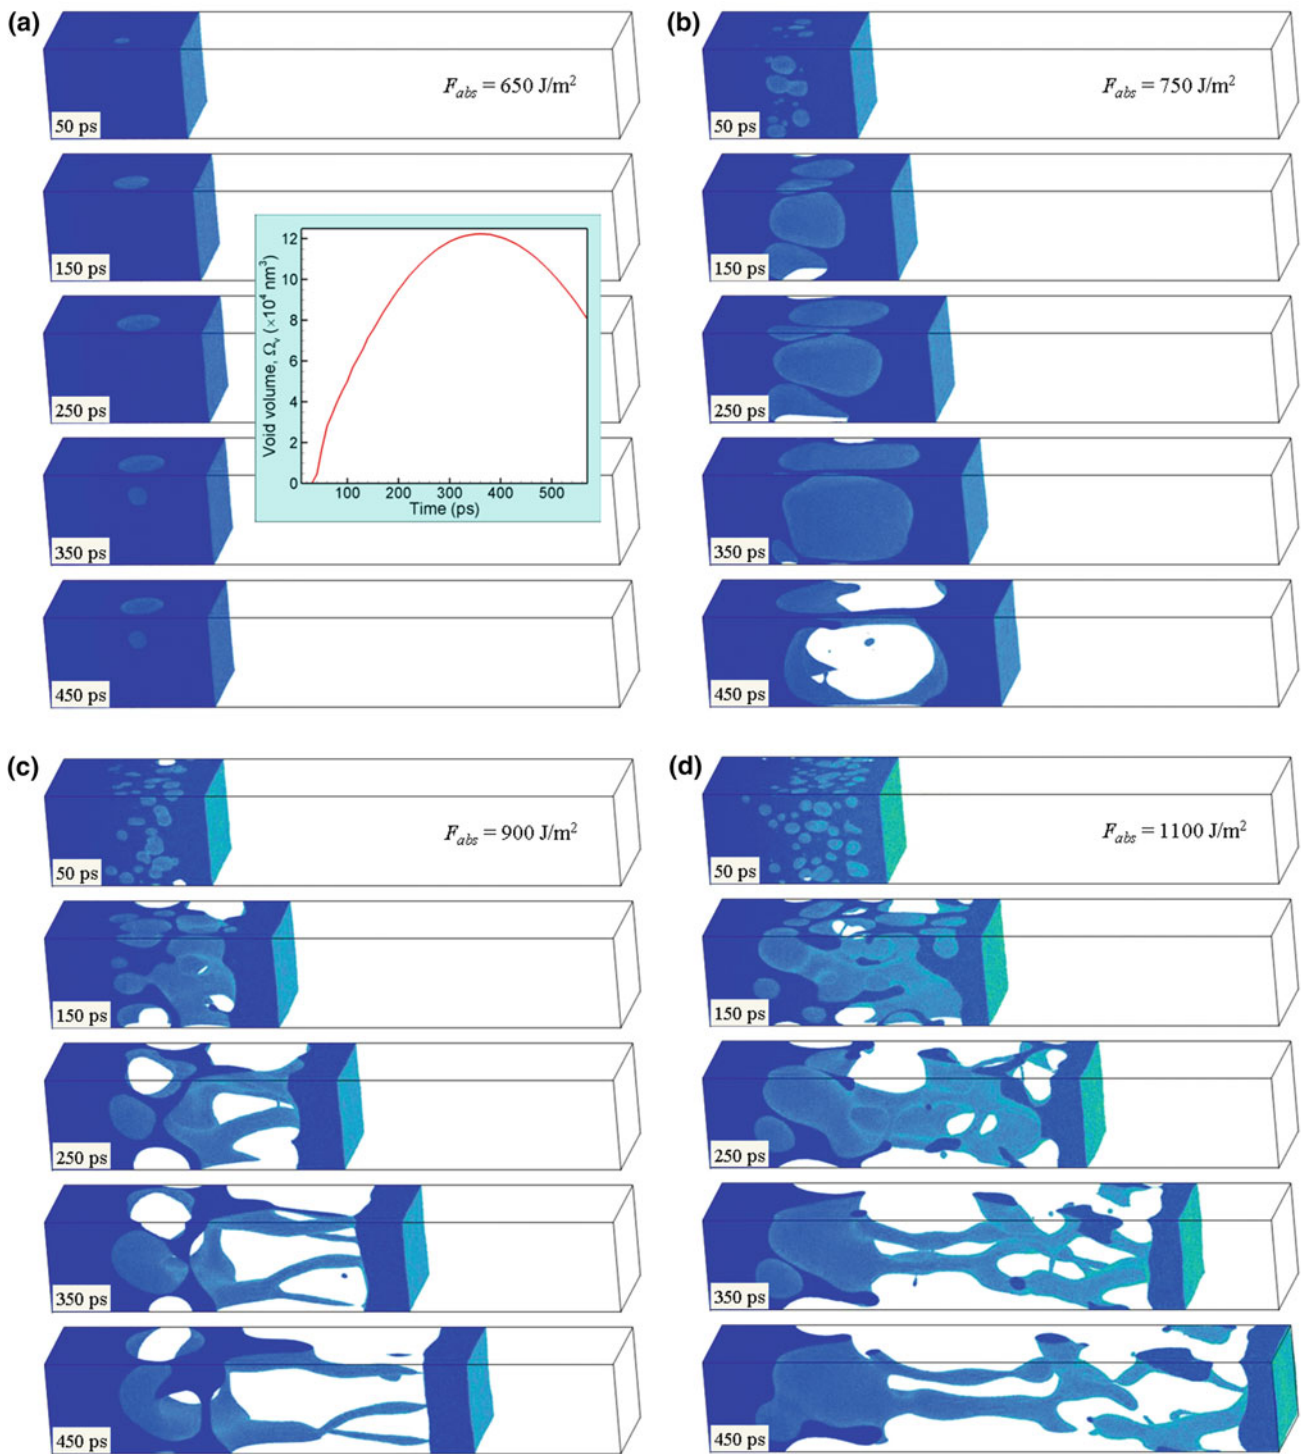 (a)
F_abs = 650 J/m²
50 ps
150 ps
250 ps
350 ps
450 ps
Void volume, Ω_v (×10⁴ nm³)
12
10
8
6
4
2
0
100 200 300 400 500
Time (ps)
(b)
F_abs = 750 J/m²
50 ps
150 ps
250 ps
350 ps
450 ps
(c)
F_abs = 900 J/m²
50 ps
150 ps
250 ps
350 ps
450 ps
(d)
F_abs = 1100 J/m²
50 ps
150 ps
250 ps
350 ps
450 ps